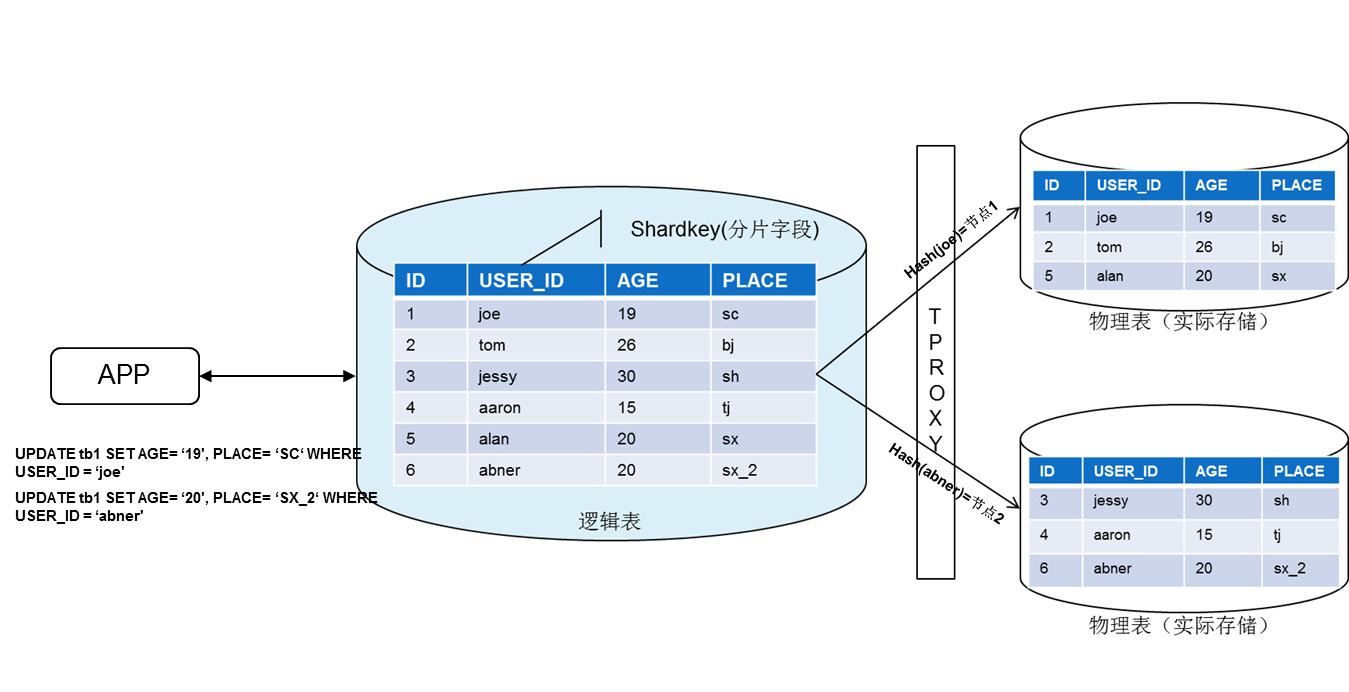 APP
UPDATE tb1 SET AGE= ‘19’, PLACE= ‘SC‘ WHERE
USER_ID = ‘joe'
UPDATE tb1 SET AGE= ‘20’, PLACE= ‘SX_2‘ WHERE
USER_ID = ‘abner'
Shardkey(分片字段)
ID USER_ID AGE PLACE
1 joe 19 sc
2 tom 26 bj
3 jessy 30 sh
4 aaron 15 tj
5 alan 20 sx
6 abner 20 sx_2
逻辑表
Hash(joe)=节点1
TPROXY
Hash(abner)=节点2
ID USER_ID AGE PLACE
1 joe 19 sc
2 tom 26 bj
5 alan 20 sx
物理表（实际存储）
ID USER_ID AGE PLACE
3 jessy 30 sh
4 aaron 15 tj
6 abner 20 sx_2
物理表（实际存储）